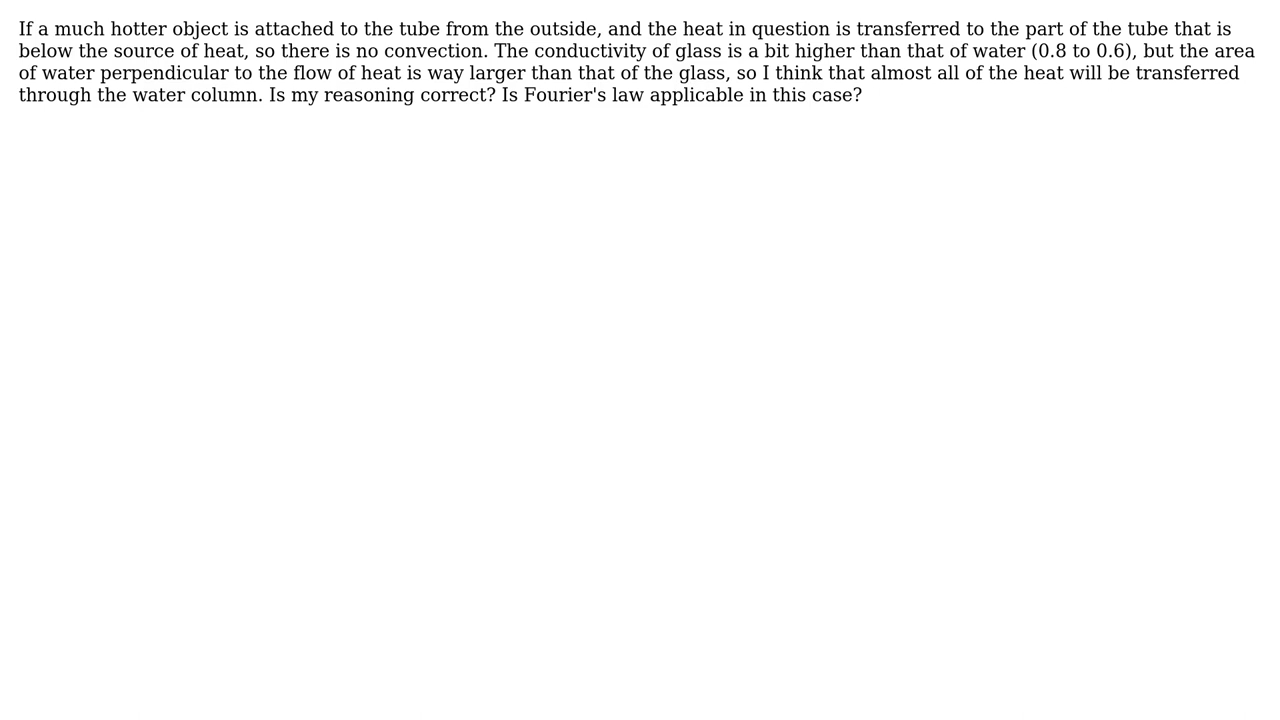 If a much hotter object is attached to the tube from the outside, and the heat in question is transferred to the part of the tube that is
below the source of heat, so there is no convection. The conductivity of glass is a bit higher than that of water (0.8 to 0.6), but the area
of water perpendicular to the flow of heat is way larger than that of the glass, so I think that almost all of the heat will be transferred
through the water column. Is my reasoning correct? Is Fourier's law applicable in this case?